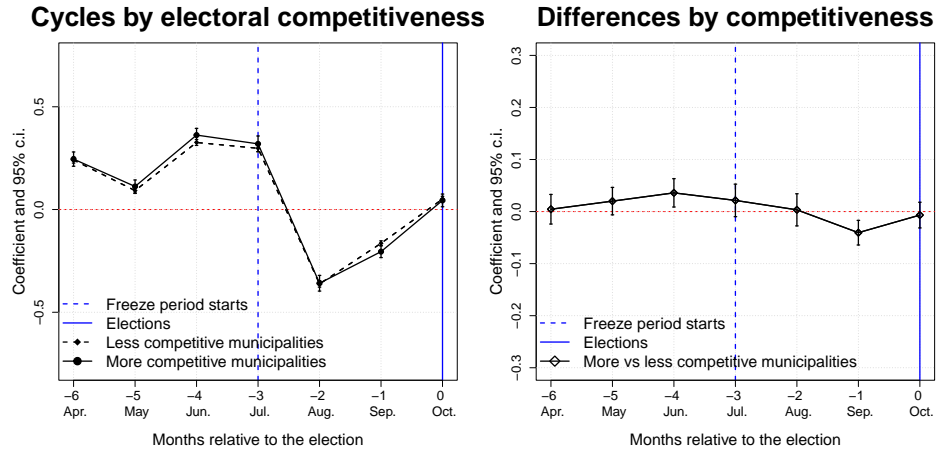 Cycles by electoral competitiveness
Coefficient and 95% c.i.
0.5
0.0
−0.5
Freeze period starts
Elections
Less competitive municipalities
More competitive municipalities
−6 −5 −4 −3 −2 −1 0
Apr. May Jun. Jul. Aug. Sep. Oct.
Months relative to the election
Differences by competitiveness
Coefficient and 95% c.i.
0.3
0.2
0.1
0.0
−0.1
−0.2
−0.3
Freeze period starts
Elections
More vs less competitive municipalities
−6 −5 −4 −3 −2 −1 0
Apr. May Jun. Jul. Aug. Sep. Oct.
Months relative to the election